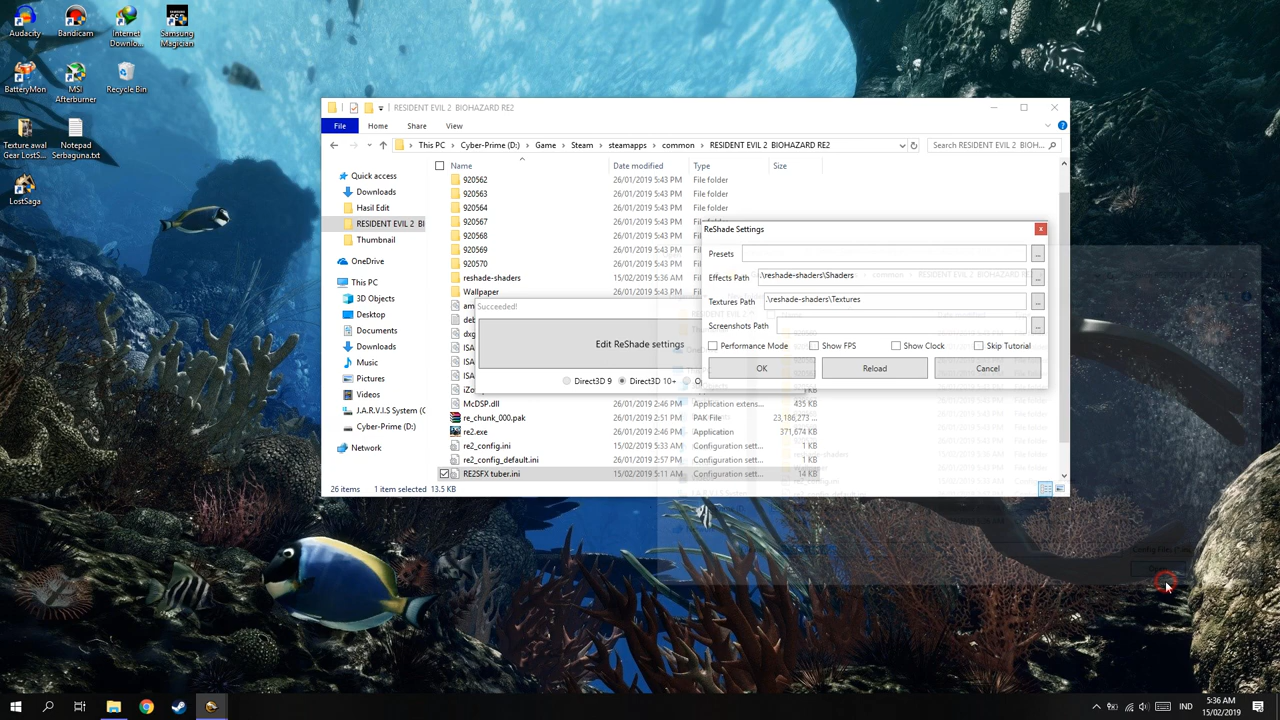 Audacity
Bandicam
Internet
Downlo...
Samsung
Magician
BatteryMon
MSI
Afterburner
Recycle Bin
Texture awal
Gear LostS...
Notepad
Serbaguna.txt
LostSaga
RESIDENT EVIL 2 BIOHAZARD RE2
File
Home
Share
View
This PC
Cyber-Prime (D:)
Game
Steam
steamapps
common
RESIDENT EVIL 2 BIOHAZARD RE2
Search RESIDENT EVIL 2 BIOH...
Name
Date modified
Type
Size
Quick access
Downloads
Hasil Edit
RESIDENT EVIL 2 BI
Thumbnail
OneDrive
This PC
3D Objects
Desktop
Documents
Downloads
Music
Pictures
Videos
J.A.R.V.I.S System (C
Cyber-Prime (D:)
Network
920562 26/01/2019 5:43 PM File folder
920563 26/01/2019 5:43 PM File folder
920564 26/01/2019 5:43 PM File folder
920567 26/01/2019 5:43 PM
920568 26/01/2019 5:43 PM
920569 26/01/2019 5:43 PM
920570 26/01/2019 5:43 PM
reshade-shaders 15/02/2019 5:36 AM
Wallpaper 26/01/2019 5:43 PM
am
deb
dxg
ISA
ISA
ISA
iZo
McDSP.dll 26/01/2019 2:46 PM Application extens... 435 KB
re_chunk_000.pak 26/01/2019 2:51 PM PAK File 23,186,273 ...
re2.exe 26/01/2019 2:46 PM Application 371,674 KB
re2_config.ini 15/02/2019 5:33 AM Configuration sett... 1 KB
re2_config_default.ini 26/01/2019 2:57 PM Configuration sett... 1 KB
RE2SFX tuber.ini 15/02/2019 5:11 AM Configuration sett... 14 KB
26 items
1 item selected 13.5 KB
Succeeded!
Edit ReShade settings
Direct3D 9
Direct3D 10+
ReShade Settings
x
Presets
...
Effects Path
.\reshade-shaders\Shaders
...
Textures Path
.\reshade-shaders\Textures
...
Screenshots Path
...
Performance Mode
Show FPS
Show Clock
Skip Tutorial
OK
Reload
Cancel
IND
5:36 AM
15/02/2019